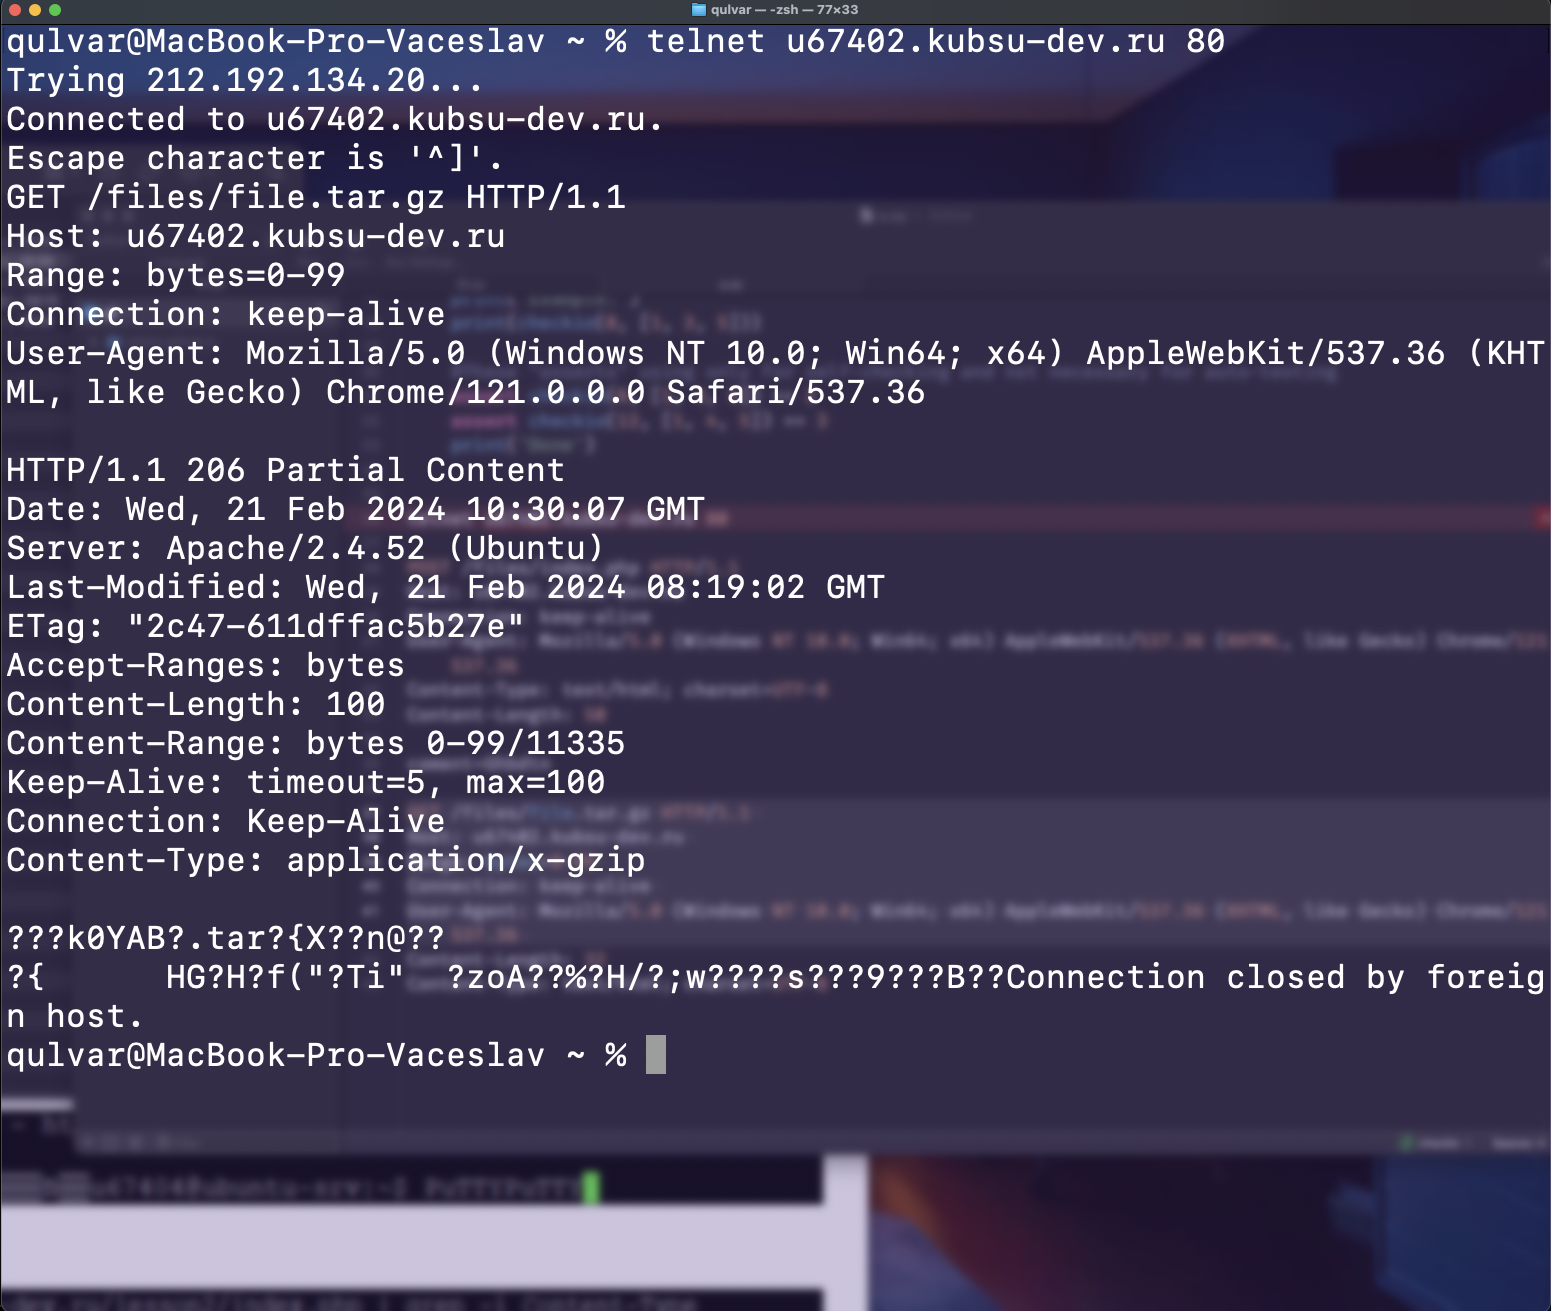 qulvar — -zsh — 77×33
qulvar@MacBook-Pro-Vaceslav ~ % telnet u67402.kubsu-dev.ru 80
Trying 212.192.134.20...
Connected to u67402.kubsu-dev.ru.
Escape character is '^]'.
GET /files/file.tar.gz HTTP/1.1
Host: u67402.kubsu-dev.ru
Range: bytes=0-99
Connection: keep-alive
User-Agent: Mozilla/5.0 (Windows NT 10.0; Win64; x64) AppleWebKit/537.36 (KHT
ML, like Gecko) Chrome/121.0.0.0 Safari/537.36
HTTP/1.1 206 Partial Content
Date: Wed, 21 Feb 2024 10:30:07 GMT
Server: Apache/2.4.52 (Ubuntu)
Last-Modified: Wed, 21 Feb 2024 08:19:02 GMT
ETag: "2c47-611dffac5b27e"
Accept-Ranges: bytes
Content-Length: 100
Content-Range: bytes 0-99/11335
Keep-Alive: timeout=5, max=100
Connection: Keep-Alive
Content-Type: application/x-gzip
???k0YAB?.tar?{X??n@??
?{      HG?H?f("?Ti"  ?zoA??%?H/?;w????s???9???B??Connection closed by foreig
n host.
qulvar@MacBook-Pro-Vaceslav ~ %